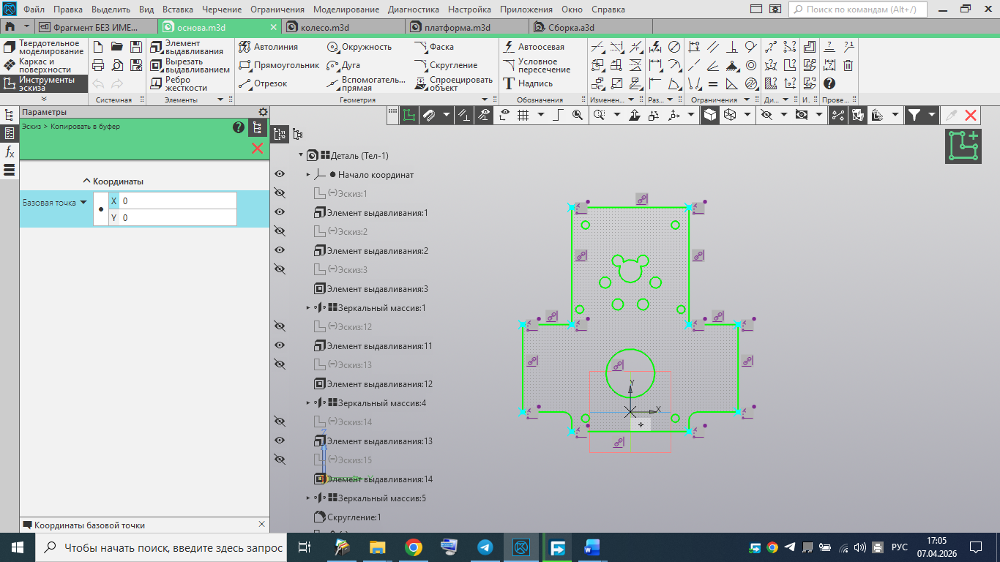 Файл Правка Выделить Вид Вставка Черчение Ограничения Моделирование Диагностика Настройка Приложения Окно Справка
Поиск по командам (Alt+/)
Фрагмент БЕЗ ИМЕ...
основа.m3d
колесо.m3d
платформа.m3d
Сборка.a3d
Твердотельное моделирование
Каркас и поверхности
Инструменты эскиза
Системная
Элемент выдавливания
Вырезать выдавливанием
Ребро жесткости
Элементы
Автолиния
Прямоугольник
Отрезок
Окружность
Дуга
Вспомогатель... прямая
Фаска
Скругление
Спроецировать объект
Геометрия
Автоосевая
Условное пересечение
Надпись
Обозначения
Изменен...
Раз...
Ограничения
Ди...
И.
Прове...
Параметры
Эскиз > Копировать в буфер
Координаты
Базовая точка
X 0
Y 0
Деталь (Тел-1)
Начало координат
(−)Эскиз:1
Элемент выдавливания:1
(−)Эскиз:2
Элемент выдавливания:2
(−)Эскиз:3
Элемент выдавливания:3
Зеркальный массив:1
(−)Эскиз:12
Элемент выдавливания:11
(−)Эскиз:13
Элемент выдавливания:12
Зеркальный массив:4
(−)Эскиз:14
Z
Элемент выдавливания:13
(−)Эскиз:15
Элемент выдавливания:14
Зеркальный массив:5
Скругление:1
Y
X
Координаты базовой точки
Чтобы начать поиск, введите здесь запрос
РУС
17:05
07.04.2026